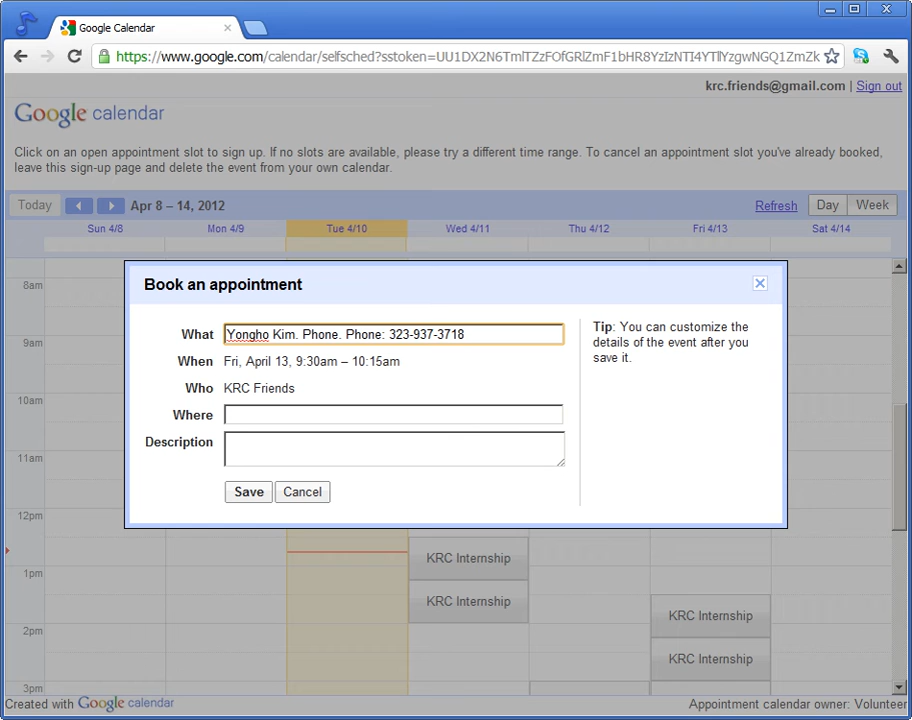 Google Calendar
https://www.google.com/calendar/selfsched?sstoken=UU1DX2N6TmlTZzFOfGRlZmF1bHR8YzIzNTI4YTlYzgwNGQ1ZmZk
krc.friends@gmail.com | Sign out
Google calendar
Click on an open appointment slot to sign up. If no slots are available, please try a different time range. To cancel an appointment slot you've already booked,
leave this sign-up page and delete the event from your own calendar.
Today Apr 8 – 14, 2012 Refresh Day Week
Sun 4/8 Mon 4/9 Tue 4/10 Wed 4/11 Thu 4/12 Fri 4/13 Sat 4/14
8am
9am
10am
11am
12pm
1pm
2pm
3pm
Book an appointment
What Yongho Kim. Phone. Phone: 323-937-3718
When Fri, April 13, 9:30am – 10:15am
Who KRC Friends
Where
Description
Save Cancel
Tip: You can customize the
details of the event after you
save it.
KRC Internship
KRC Internship
KRC Internship
KRC Internship
Created with Google calendar
Appointment calendar owner: Volunteer